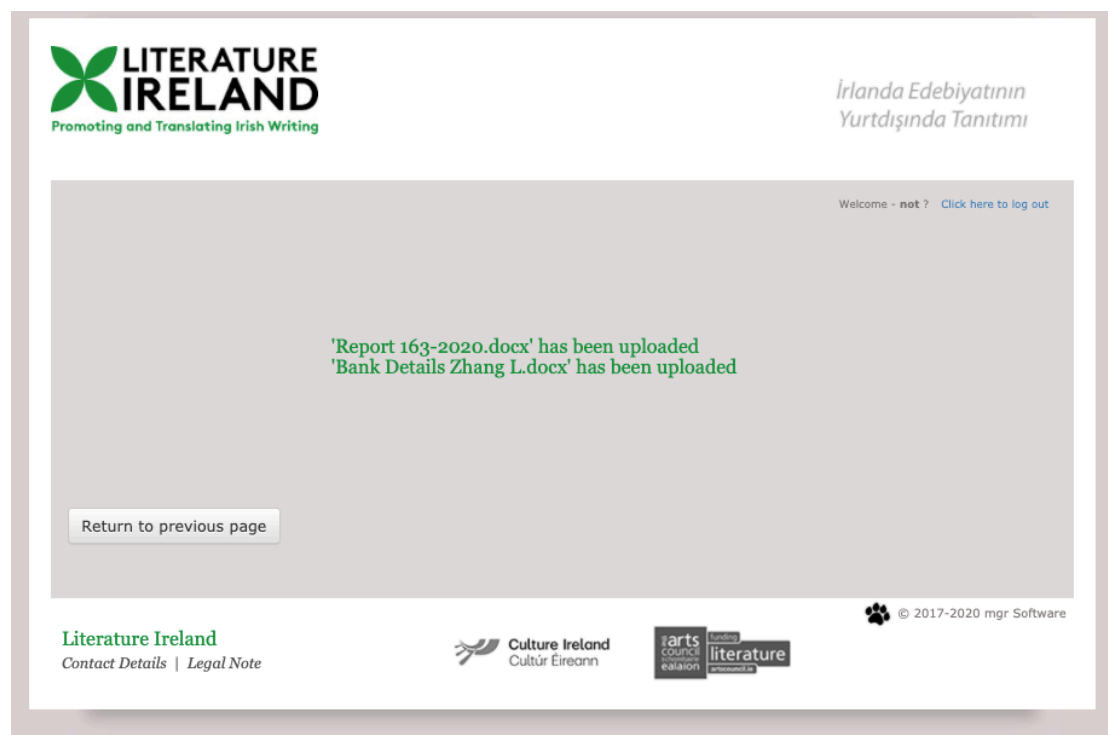 LITERATURE
IRELAND
Promoting and Translating Irish Writing
İrlanda Edebiyatının
Yurtdışında Tanıtımı
Welcome - not ? Click here to log out
'Report 163-2020.docx' has been uploaded
'Bank Details Zhang L.docx' has been uploaded
Return to previous page
© 2017-2020 mgr Software
Literature Ireland
Contact Details | Legal Note
Culture Ireland
Cultúr Éireann
arts
council
ealaíon
funding
literature
artscouncil.ie